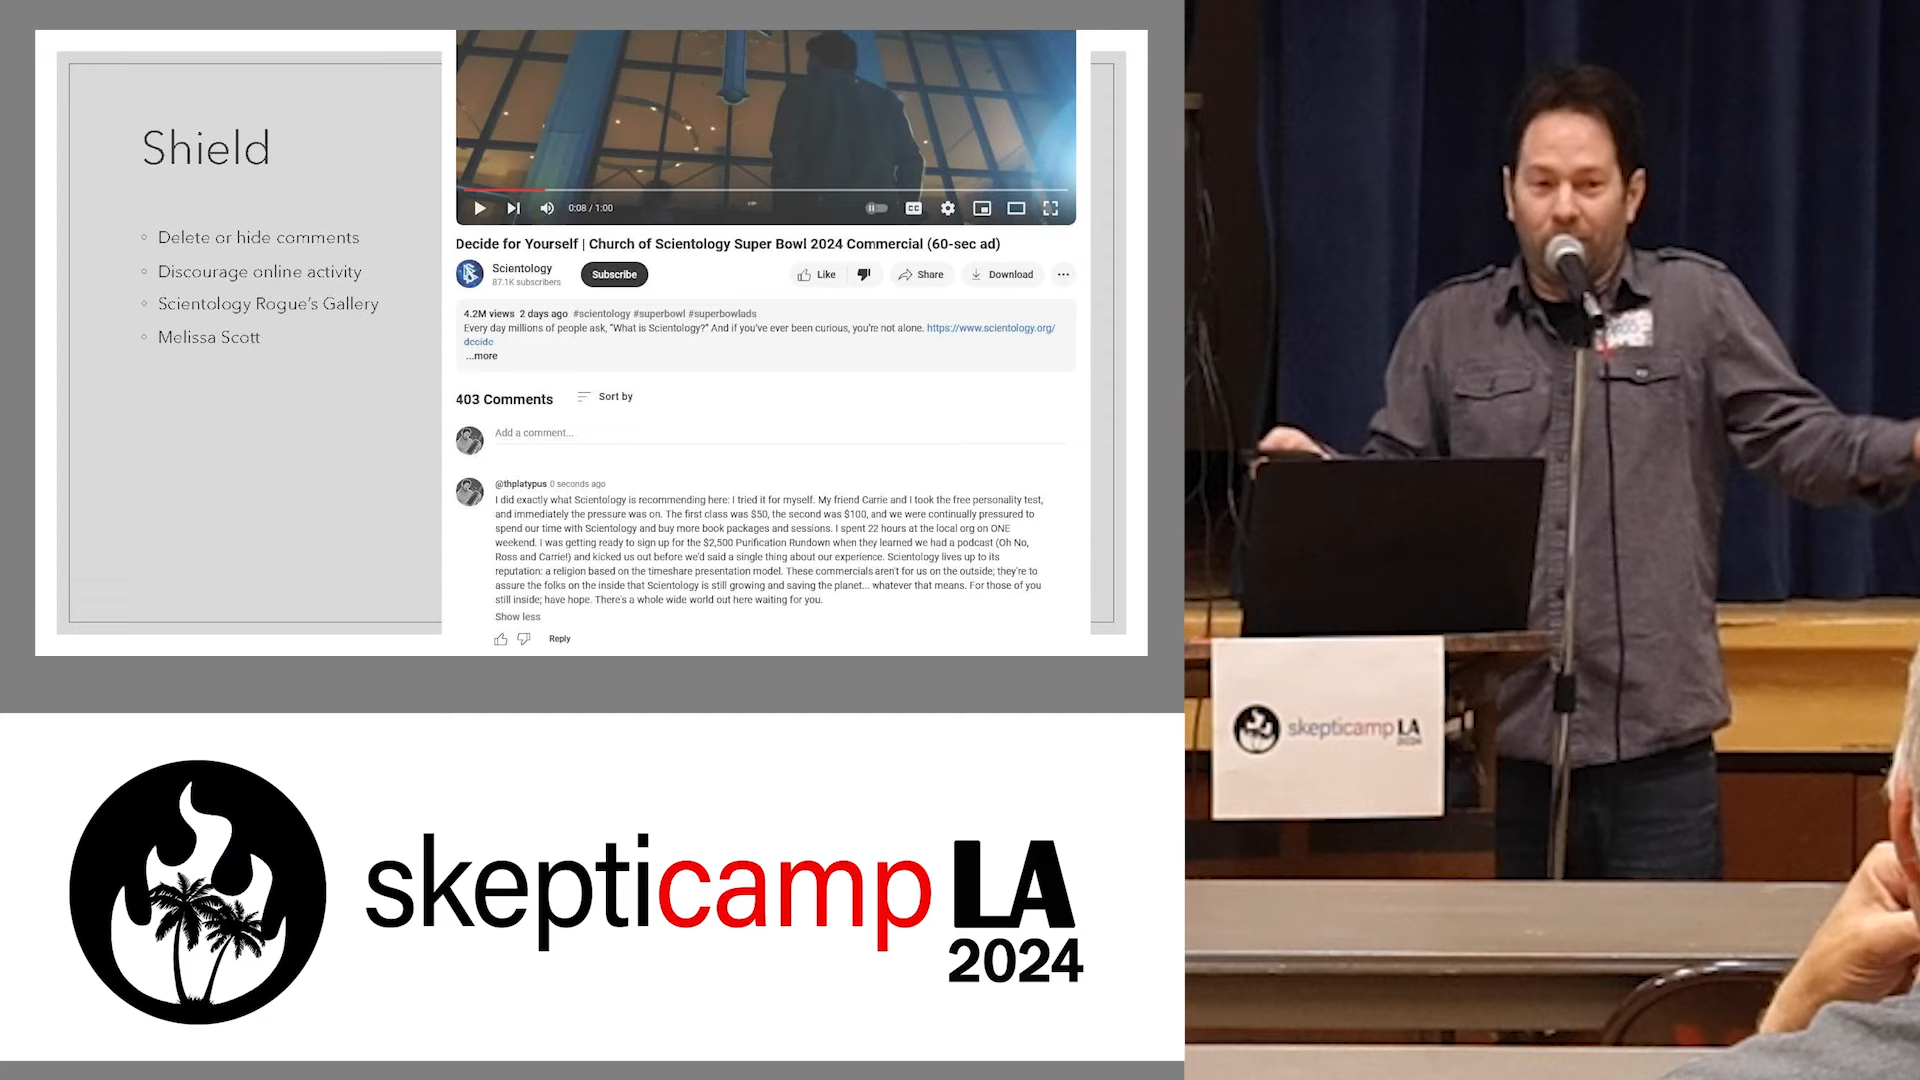 Shield
Delete or hide comments
Discourage online activity
Scientology Rogue's Gallery
Melissa Scott
0:08 / 1:00
CC
Decide for Yourself | Church of Scientology Super Bowl 2024 Commercial (60-sec ad)
Scientology
87.1K subscribers
Subscribe
Like
Share
Download
4.2M views 2 days ago #scientology #superbowl #superbowlads
Every day millions of people ask, "What is Scientology?" And if you've ever been curious, you're not alone. https://www.scientology.org/
decide
...more
403 Comments
Sort by
Add a comment...
@thplatypus 0 seconds ago
I did exactly what Scientology is recommending here: I tried it for myself. My friend Carrie and I took the free personality test,
and immediately the pressure was on. The first class was $50, the second was $100, and we were continually pressured to
spend our time with Scientology and buy more book packages and sessions. I spent 22 hours at the local org on ONE
weekend. I was getting ready to sign up for the $2,500 Purification Rundown when they learned we had a podcast (Oh No,
Ross and Carrie!) and kicked us out before we'd said a single thing about our experience. Scientology lives up to its
reputation: a religion based on the timeshare presentation model. These commercials aren't for us on the outside; they're to
assure the folks on the inside that Scientology is still growing and saving the planet... whatever that means. For those of you
still inside; have hope. There's a whole wide world out here waiting for you.
Show less
Reply
skepticamp LA
2024
skepticamp LA
2024